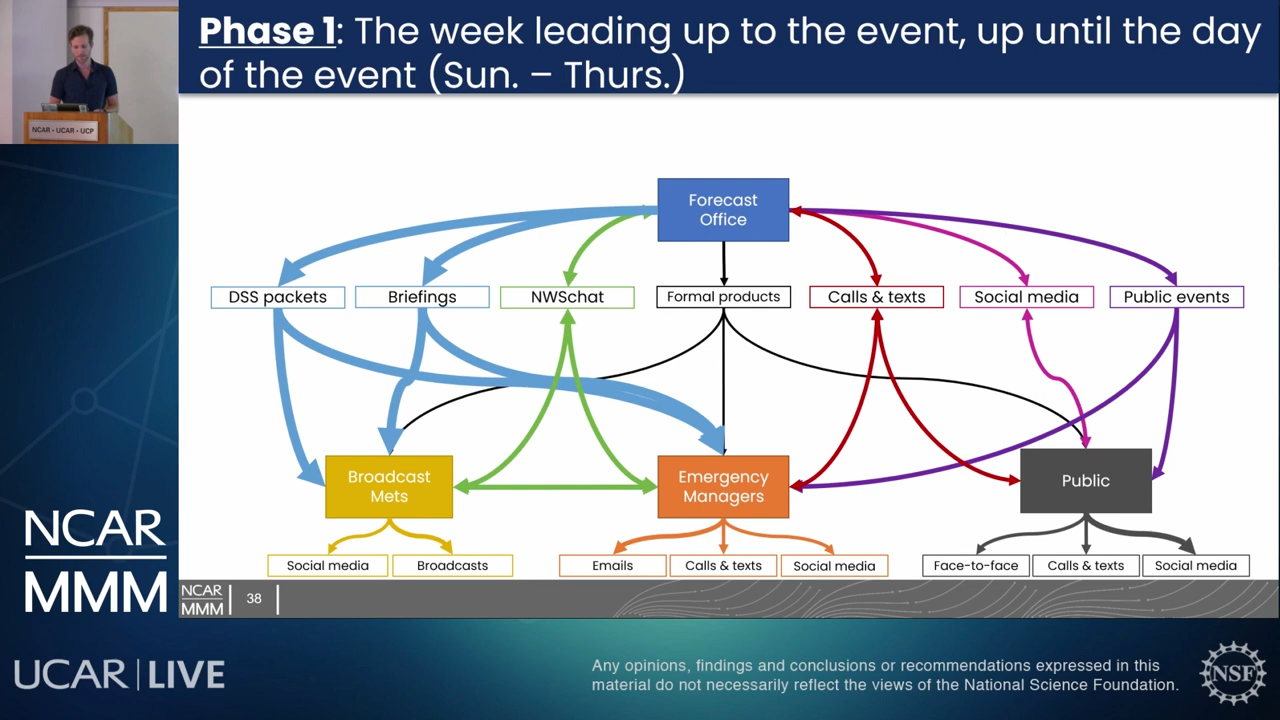 Phase 1: The week leading up to the event, up until the day
of the event (Sun. – Thurs.)
NCAR • UCAR • UCP
Forecast
Office
DSS packets
Briefings
NWSchat
Formal products
Calls & texts
Social media
Public events
Broadcast
Mets
Emergency
Managers
Public
Social media
Broadcasts
Emails
Calls & texts
Social media
Face-to-face
Calls & texts
Social media
NCAR
MMM
38
NCAR
MMM
UCAR | LIVE
Any opinions, findings and conclusions or recommendations expressed in this
material do not necessarily reflect the views of the National Science Foundation.
NSF